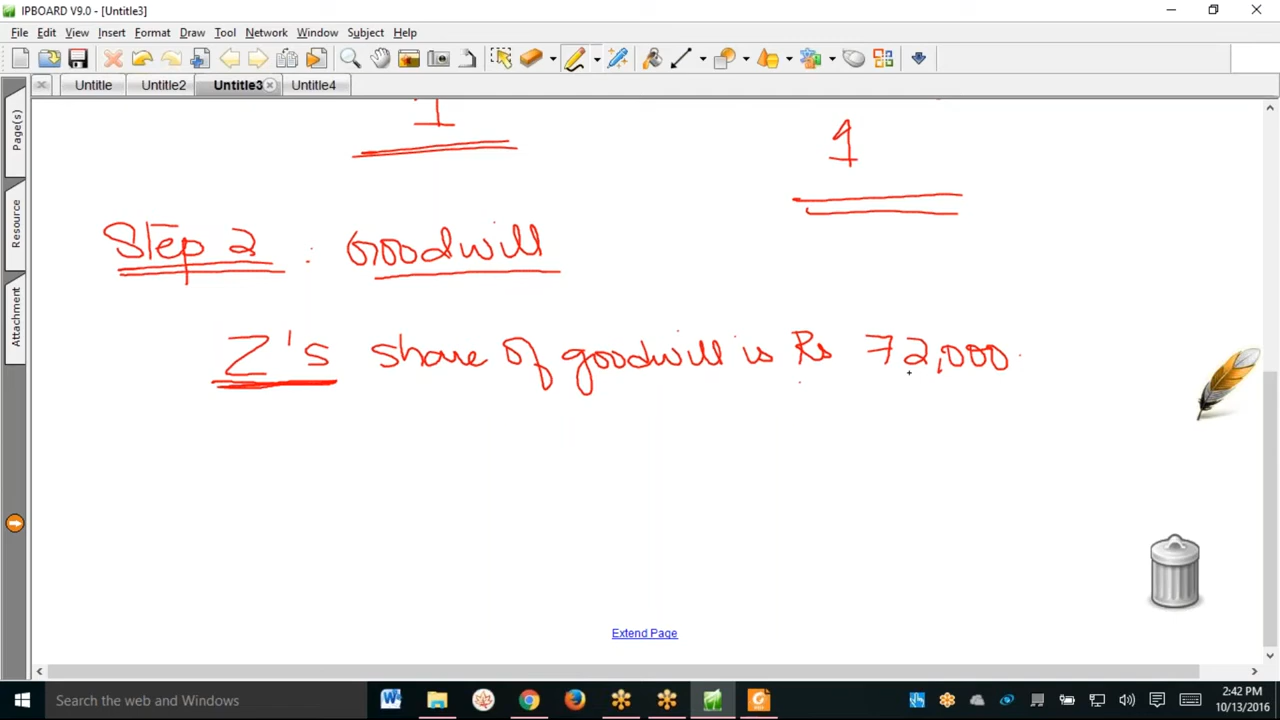 IPBOARD V9.0 - [Untitle3]
File Edit View Insert Format Draw Tool Network Window Subject Help
Untitle Untitle2 Untitle3 Untitle4
Page(s)
Resource
Attachment
1 1
Step 2 : Goodwill
Z's share of goodwill is Rs 72,000.
Extend Page
Search the web and Windows
2:42 PM
10/13/2016